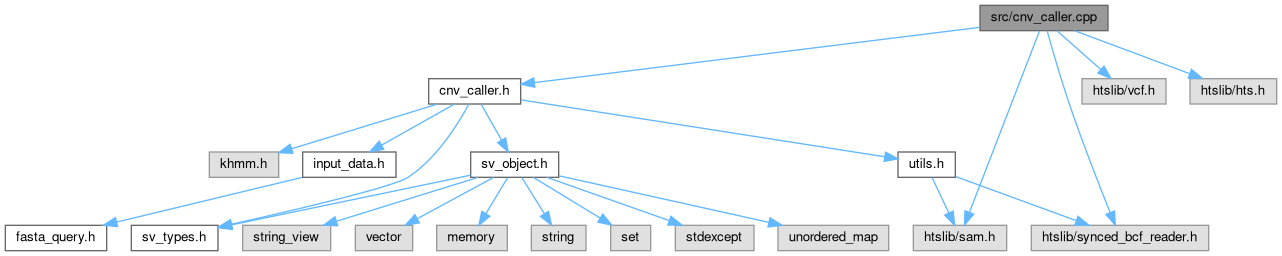 src/cnv_caller.cpp
cnv_caller.h
htslib/vcf.h
htslib/hts.h
khmm.h
input_data.h
sv_object.h
utils.h
fasta_query.h
sv_types.h
string_view
vector
memory
string
set
stdexcept
unordered_map
htslib/sam.h
htslib/synced_bcf_reader.h